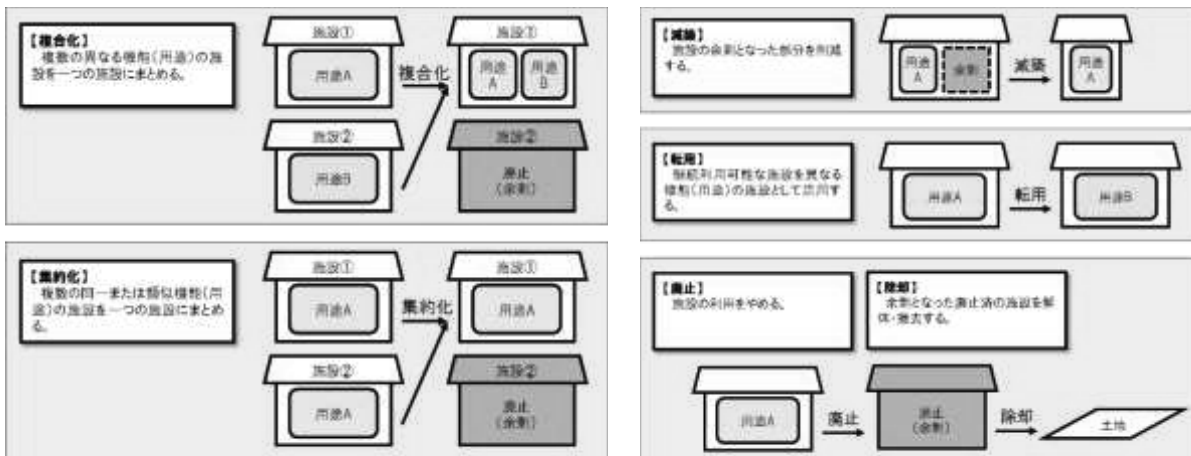 【複合化】
複数の異なる機能(用途)の施
設を一つの施設にまとめる。
施設①
用途A
複合化
施設①
用途
A
用途
B
施設②
用途B
施設②
廃止
(余剰)
【集約化】
複数の同一または類似機能(用
途)の施設を一つの施設にまとめ
る。
施設①
用途A
集約化
施設①
用途A
施設②
用途A
施設②
廃止
(余剰)
【減築】
施設の余剰となった部分を削減
する。
用途
A
余剰
減築
用途
A
【転用】
継続利用可能な施設を異なる
機能(用途)の施設として活用す
る。
用途A
転用
用途B
【廃止】
施設の利用をやめる。
【除却】
余剰となった廃止済の施設を解
体・撤去する。
用途A
廃止
廃止
(余剰)
除却
土地